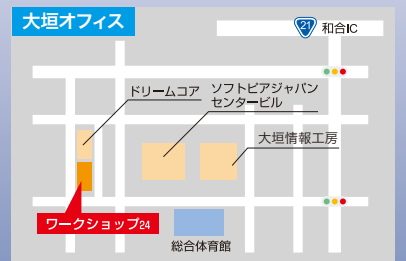 大垣オフィス
21
和合IC
ドリームコア
ソフトピアジャパン
センタービル
大垣情報工房
ワークショップ24
総合体育館